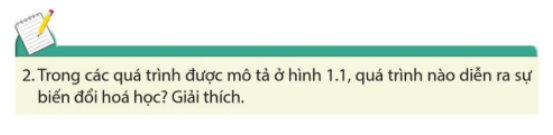 2. Trong các quá trình được mô tả ở hình 1.1, quá trình nào diễn ra sự
biến đổi hoá học? Giải thích.